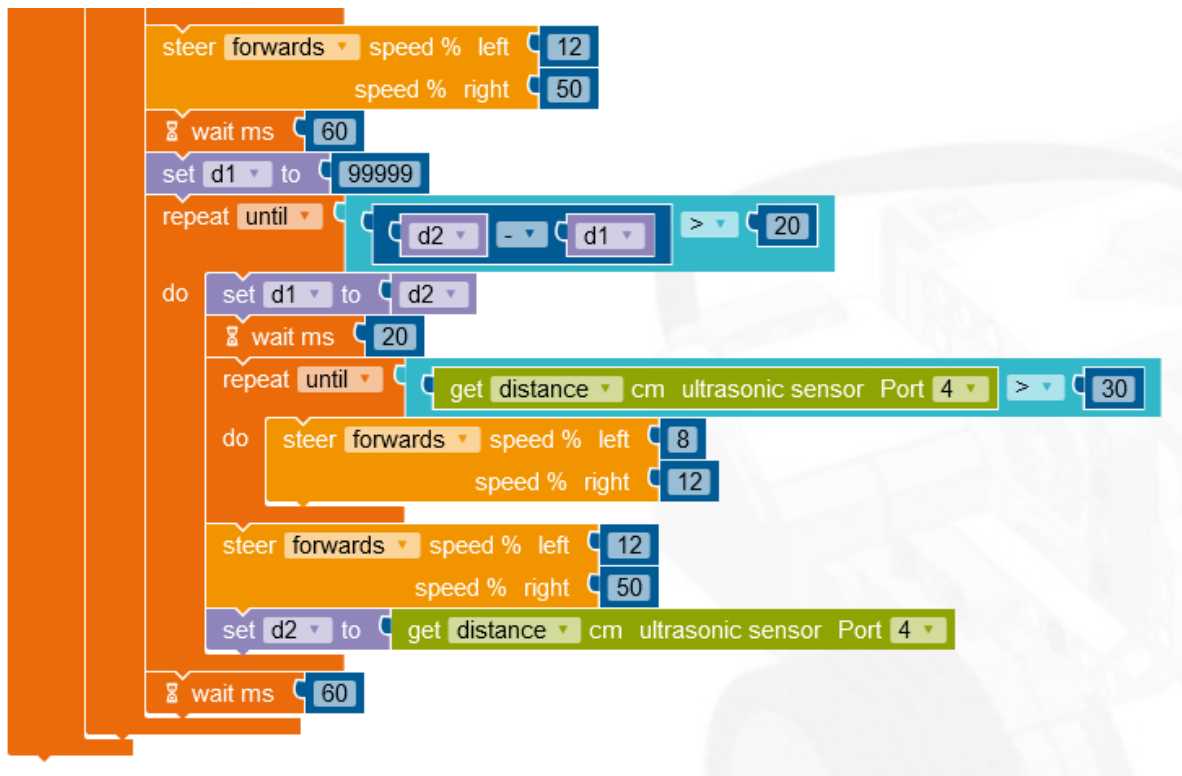 steer forwards speed % left 12
speed % right 50
wait ms 60
set d1 to 99999
repeat until d2 - d1 > 20
do set d1 to d2
wait ms 20
repeat until get distance cm ultrasonic sensor Port 4 > 30
do steer forwards speed % left 8
speed % right 12
steer forwards speed % left 12
speed % right 50
set d2 to get distance cm ultrasonic sensor Port 4
wait ms 60